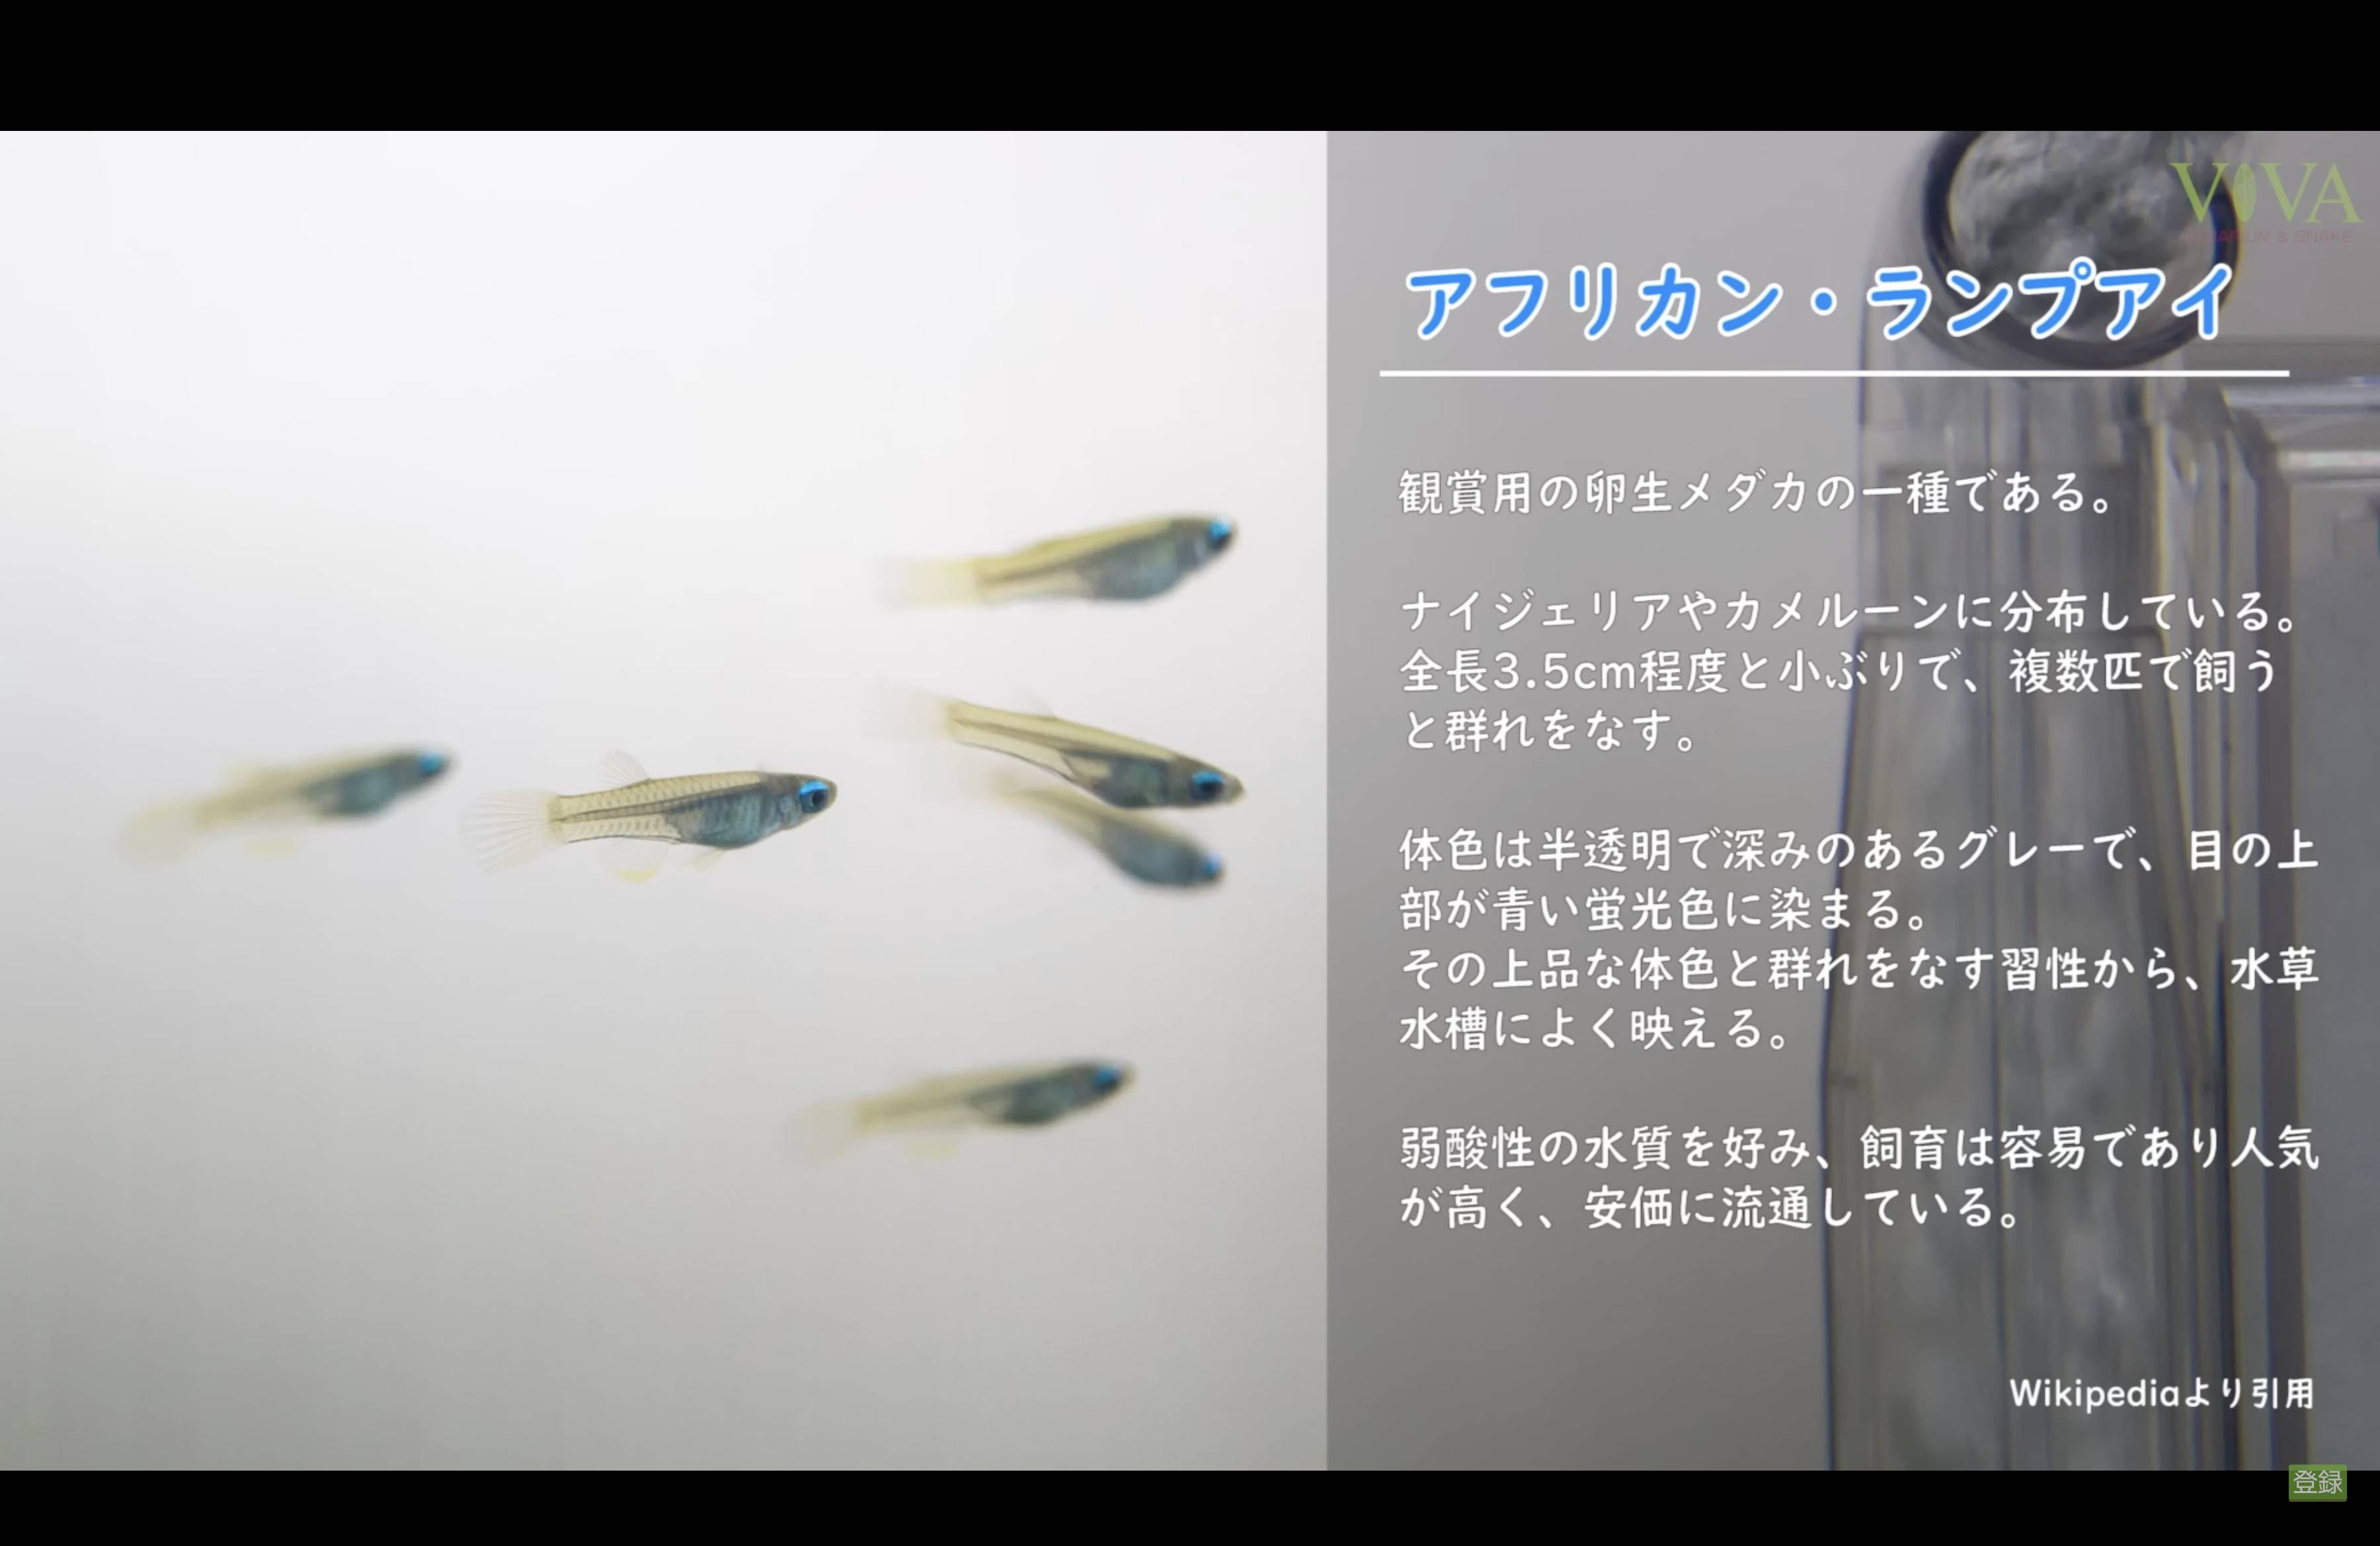 VIVA
アフリカン・ランプアイ
観賞用の卵生メダカの一種である。
ナイジェリアやカメルーンに分布している。
全長3.5cm程度と小ぶりで、複数匹で飼う
と群れをなす。
体色は半透明で深みのあるグレーで、目の上
部が青い蛍光色に染まる。
その上品な体色と群れをなす習性から、水草
水槽によく映える。
弱酸性の水質を好み、飼育は容易であり人気
が高く、安価に流通している。
Wikipediaより引用
登録